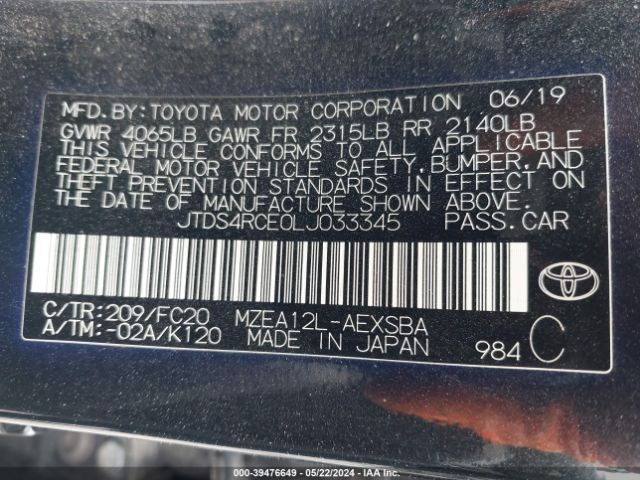 MFD.BY:TOYOTA MOTOR CORPORATION 06/19
GVWR 4065LB GAWR FR 2315LB RR 2140LB
THIS VEHICLE CONFORMS TO ALL APPLICABLE
FEDERAL MOTOR VEHICLE SAFETY,BUMPER,AND
THEFT PREVENTION STANDARDS IN EFFECT ON
THE DATE OF MANUFACTURE SHOWN ABOVE.
JTDS4RCE0LJ033345 PASS.CAR
C/TR:209/FC20 MZEA12L-AEXSBA
A/TM:-02A/K120 MADE IN JAPAN 984 C
000-39476649 - 05/22/2024 - IAA Inc.